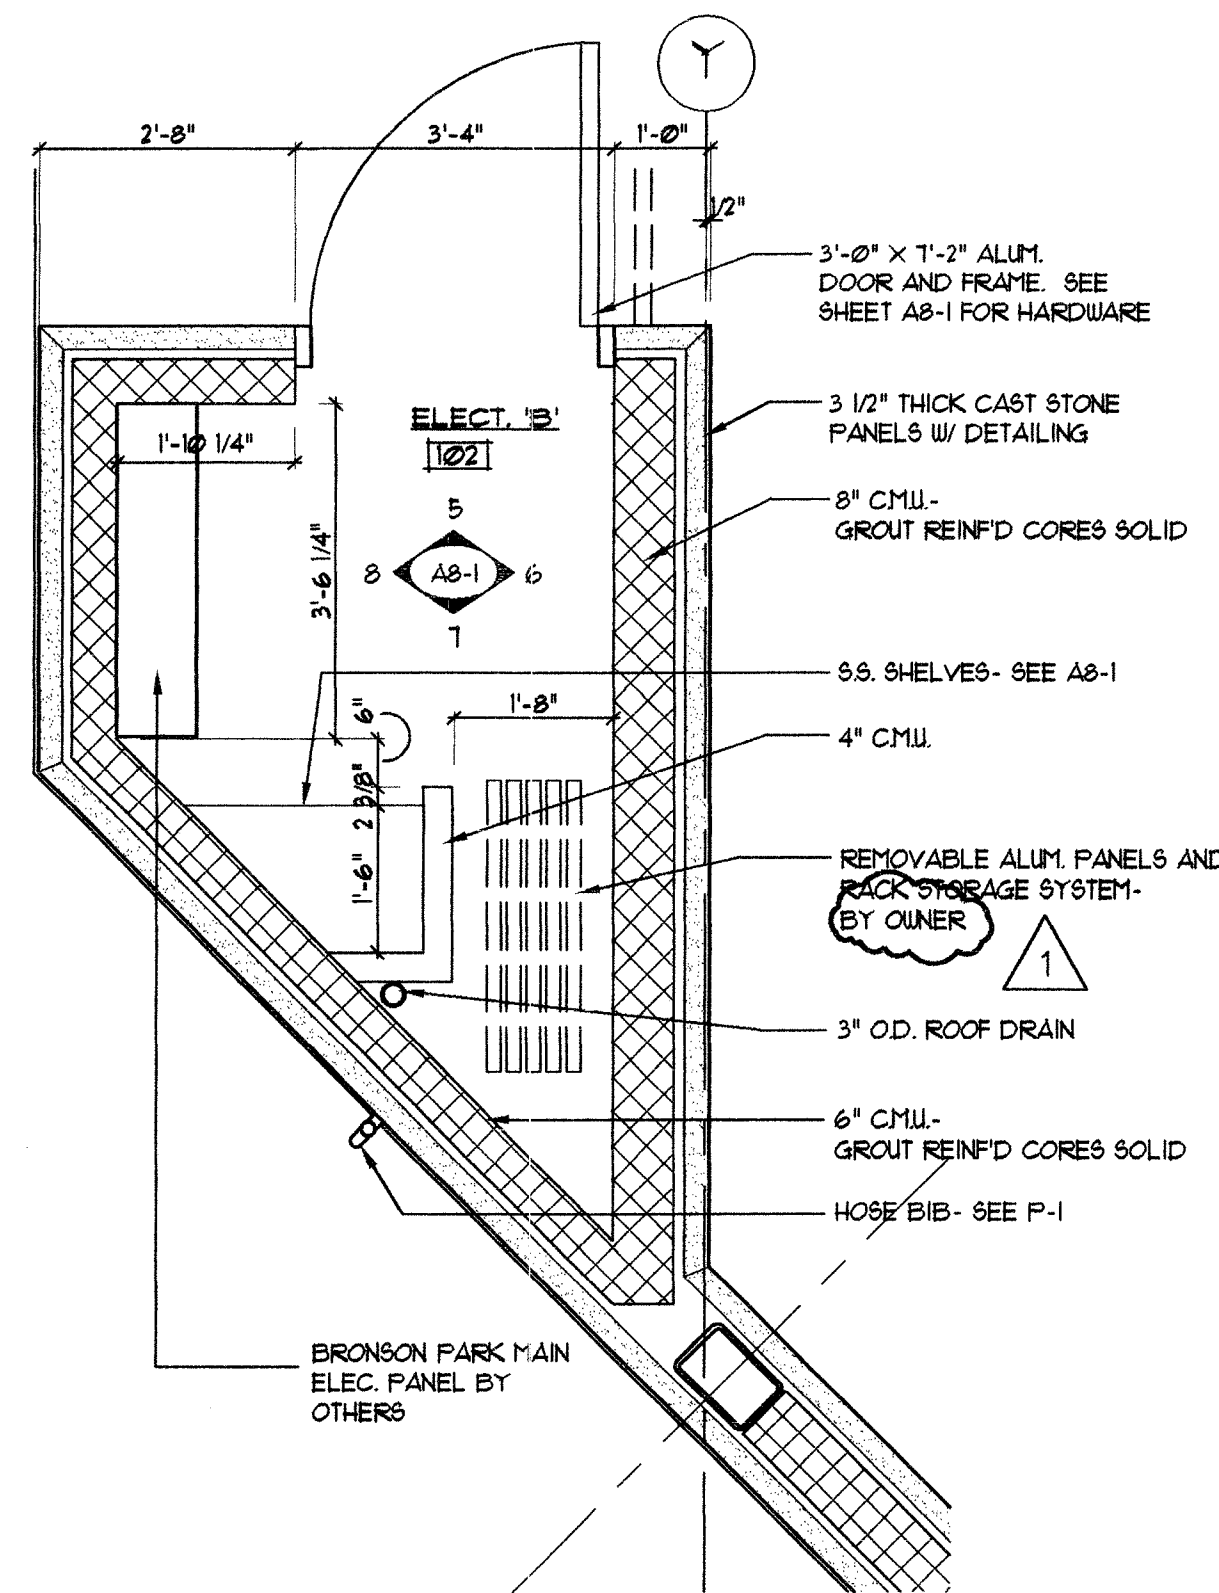 Y
2'-8"
3'-4"
1'-0"
1/2"
3'-0" X 7'-2" ALUM.
DOOR AND FRAME. SEE
SHEET A8-1 FOR HARDWARE
3 1/2" THICK CAST STONE
PANELS W/ DETAILING
ELECT. 'B'
102
1'-10 1/4"
8" C.M.U.-
GROUT REINF'D CORES SOLID
5
8
A8-1
6
7
3'-6 1/4"
S.S. SHELVES- SEE A8-1
6"
1'-8"
4" C.M.U.
2 3/8"
1'-6"
REMOVABLE ALUM. PANELS AND
RACK STORAGE SYSTEM-
BY OWNER
1
3" O.D. ROOF DRAIN
6" C.M.U.-
GROUT REINF'D CORES SOLID
HOSE BIB- SEE P-1
BRONSON PARK MAIN
ELEC. PANEL BY
OTHERS